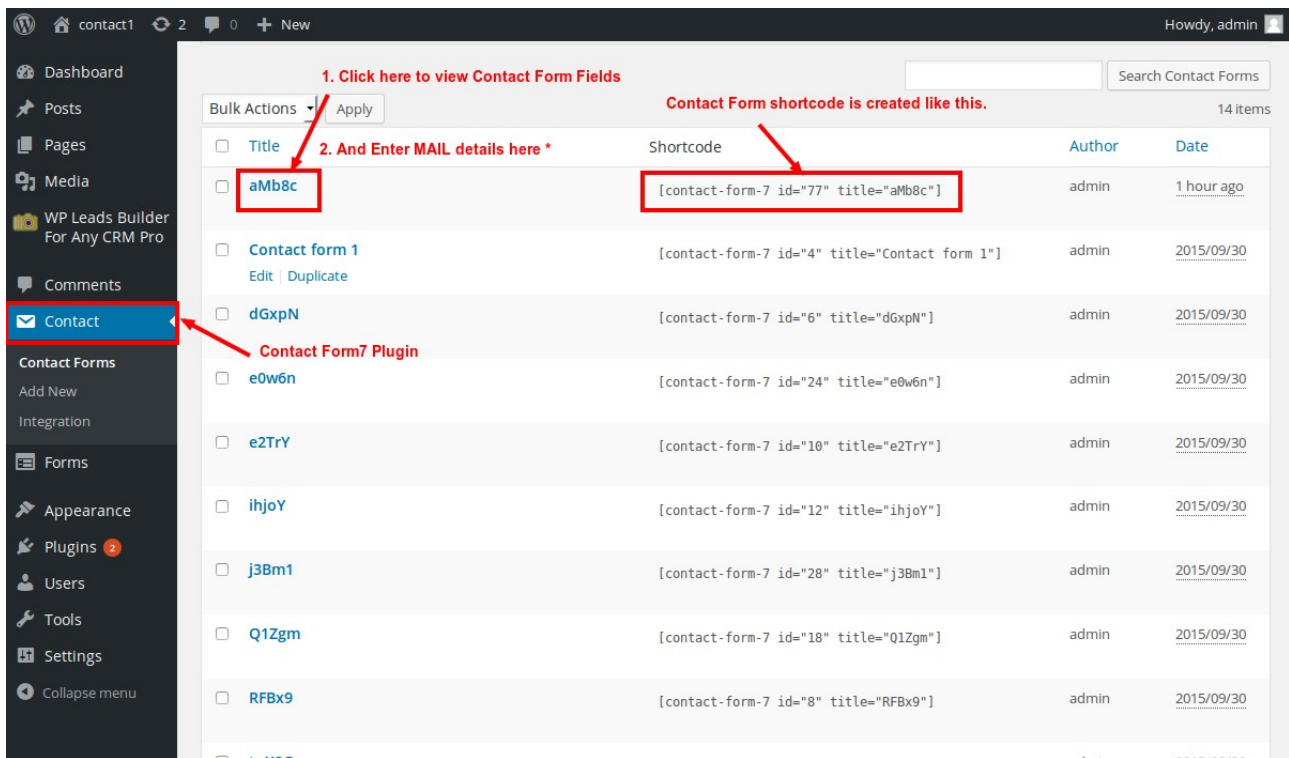 contact1 2 0 + New Howdy, admin
Dashboard
Posts
Pages
Media
WP Leads Builder
For Any CRM Pro
Comments
Contact
Contact Forms
Add New
Integration
Forms
Appearance
Plugins 2
Users
Tools
Settings
Collapse menu
1. Click here to view Contact Form Fields
Search Contact Forms
Bulk Actions Apply
Contact Form shortcode is created like this.
14 items
Title
2. And Enter MAIL details here *
Shortcode Author Date
aMb8c [contact-form-7 id="77" title="aMb8c"] admin 1 hour ago
Contact form 1 [contact-form-7 id="4" title="Contact form 1"] admin 2015/09/30
Edit | Duplicate
dGxpN [contact-form-7 id="6" title="dGxpN"] admin 2015/09/30
Contact Form7 Plugin
e0w6n [contact-form-7 id="24" title="e0w6n"] admin 2015/09/30
e2TrY [contact-form-7 id="10" title="e2TrY"] admin 2015/09/30
ihjoY [contact-form-7 id="12" title="ihjoY"] admin 2015/09/30
j3Bm1 [contact-form-7 id="28" title="j3Bm1"] admin 2015/09/30
Q1Zgm [contact-form-7 id="18" title="Q1Zgm"] admin 2015/09/30
RFBx9 [contact-form-7 id="8" title="RFBx9"] admin 2015/09/30